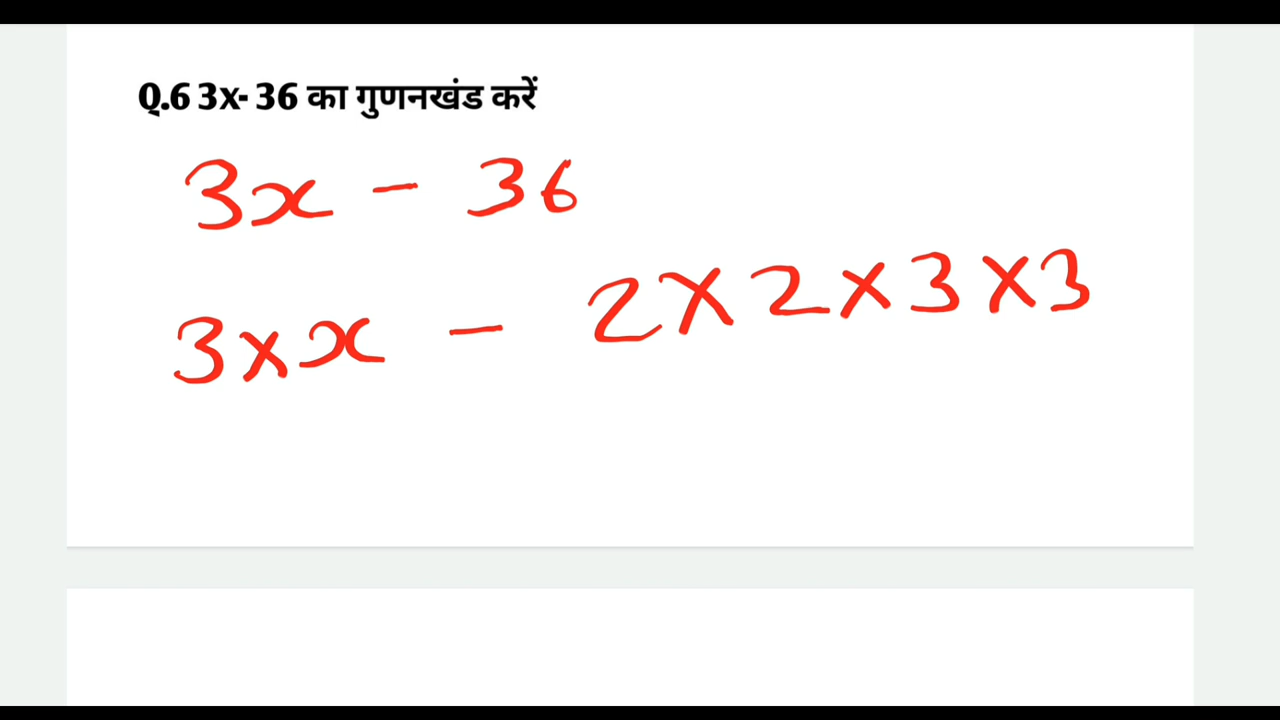 Q.6 3x- 36 का गुणनखंड करें
3x - 36
3×x - 2×2×3×3